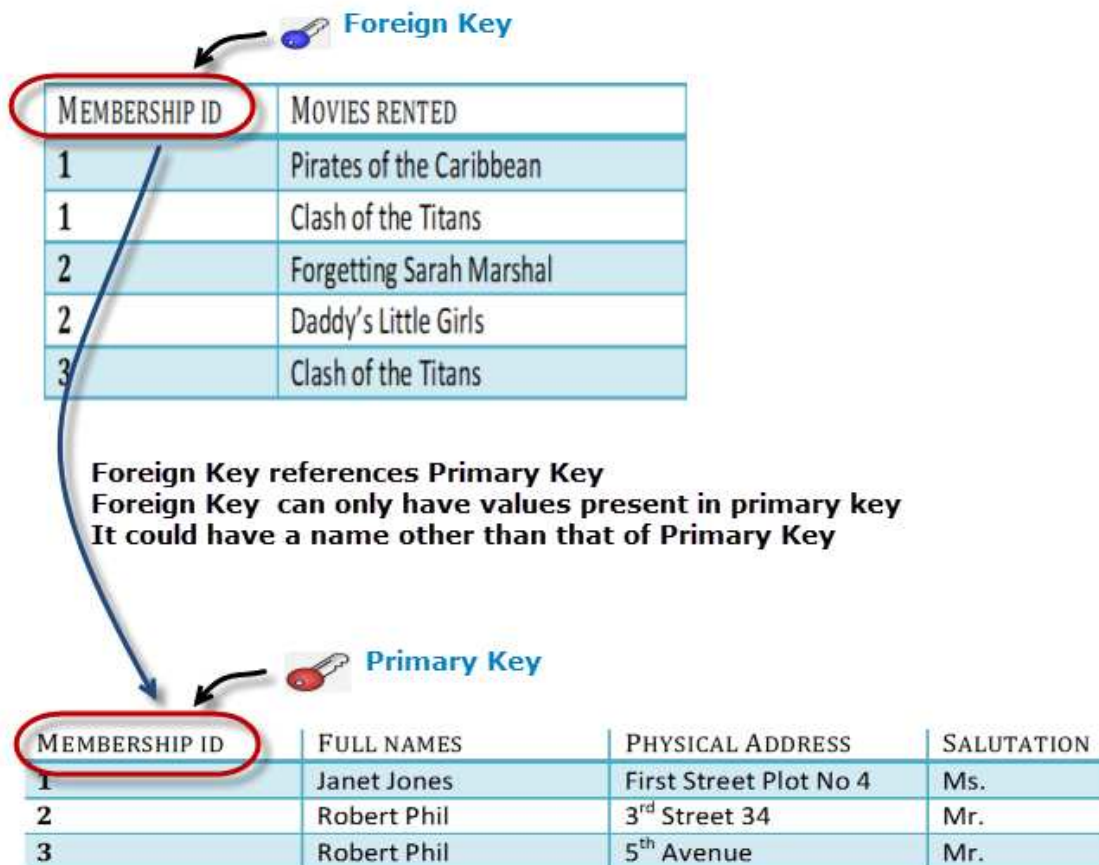 Foreign Key
MEMBERSHIP ID MOVIES RENTED
1 Pirates of the Caribbean
1 Clash of the Titans
2 Forgetting Sarah Marshal
2 Daddy's Little Girls
3 Clash of the Titans
Foreign Key references Primary Key
Foreign Key can only have values present in primary key
It could have a name other than that of Primary Key
Primary Key
MEMBERSHIP ID FULL NAMES PHYSICAL ADDRESS SALUTATION
1 Janet Jones First Street Plot No 4 Ms.
2 Robert Phil 3rd Street 34 Mr.
3 Robert Phil 5th Avenue Mr.